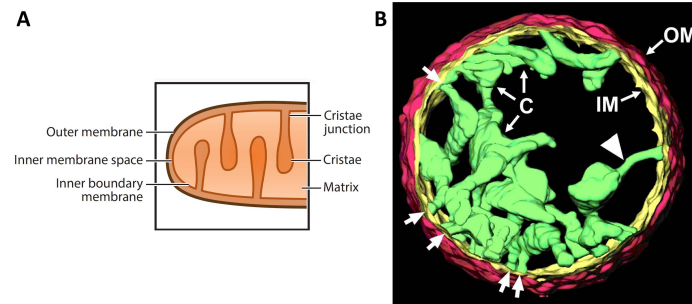 A
Outer membrane
Inner membrane space
Inner boundary
membrane
Cristae
junction
Cristae
Matrix
B
OM
IM
C